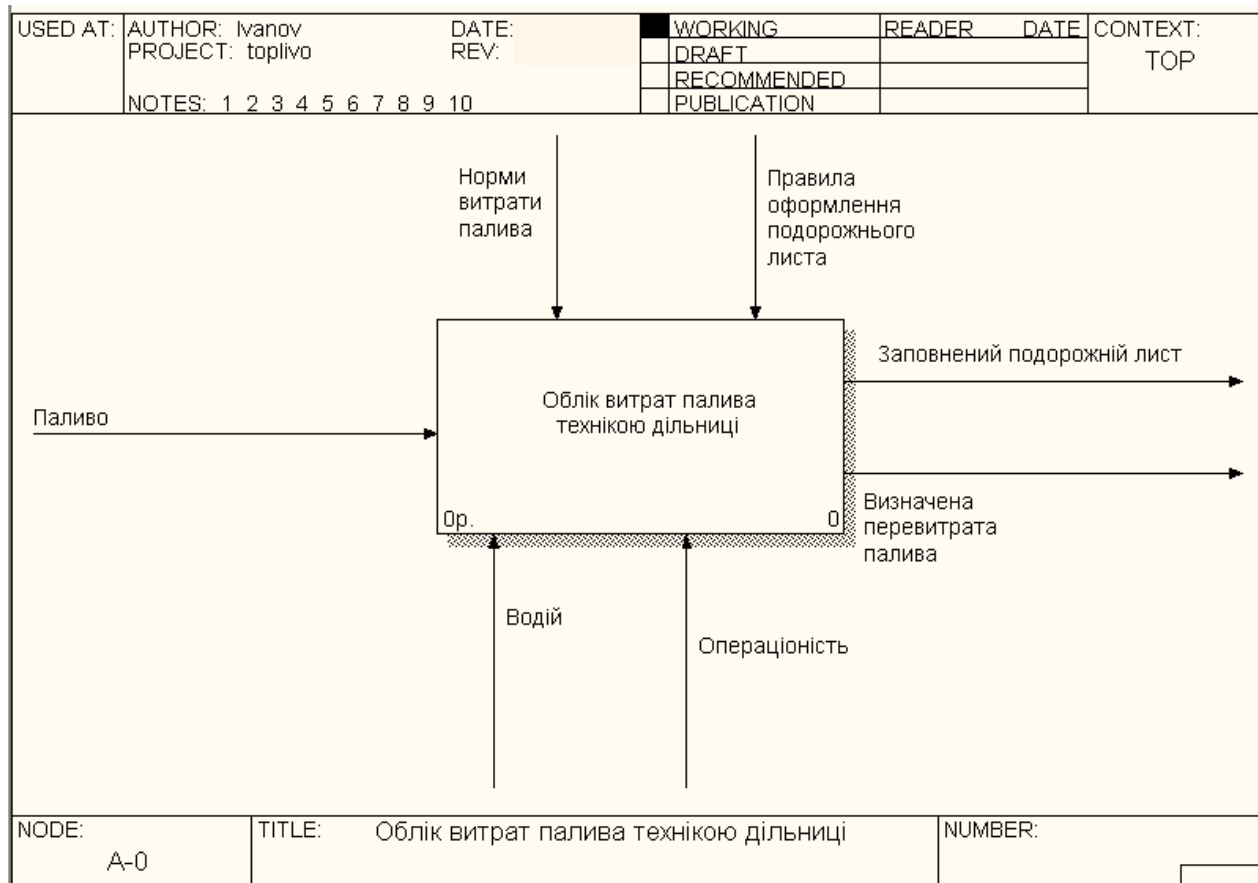 USED AT:
AUTHOR: Ivanov
DATE:
PROJECT: toplivo
REV:
NOTES: 1 2 3 4 5 6 7 8 9 10
WORKING
DRAFT
RECOMMENDED
PUBLICATION
READER DATE
CONTEXT:
TOP
Норми
витрати
палива
Правила
оформлення
подорожнього
листа
Заповнений подорожній лист
Облік витрат палива
технікою дільниці
Паливо
0р.
0
Визначена
перевитрата
палива
Водій
Операціоність
NODE:
A-0
TITLE: Облік витрат палива технікою дільниці
NUMBER: